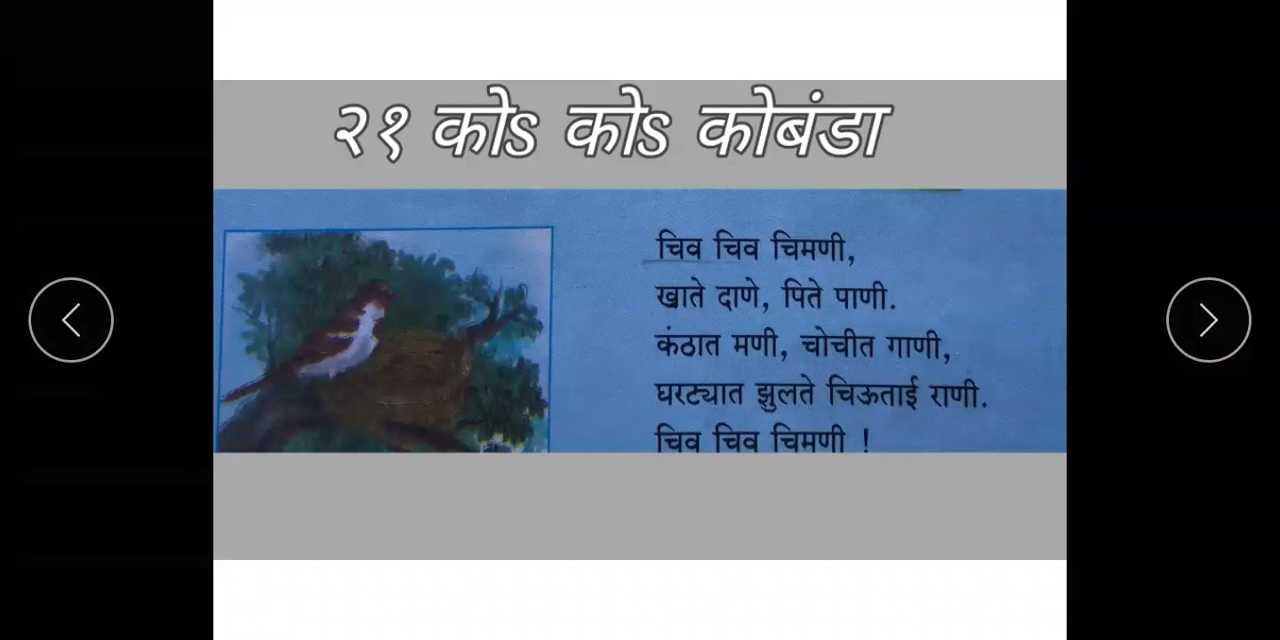 २१ कोs कोs कोबंडा
चिव चिव चिमणी,
खाते दाणे, पिते पाणी.
कंठात मणी, चोचीत गाणी,
घरट्यात झुलते चिऊताई राणी.
चिव चिव चिमणी !